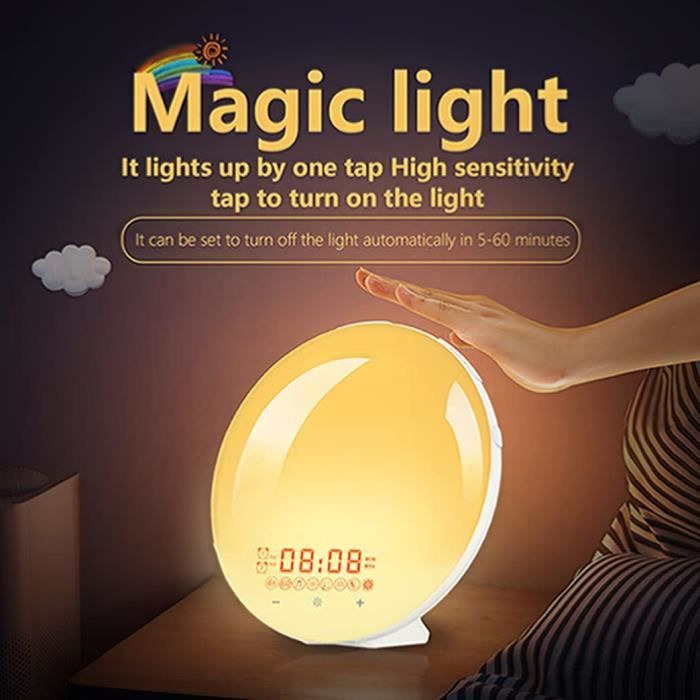 Magic light
It lights up by one tap High sensitivity
tap to turn on the light
It can be set to turn off the light automatically in 5-60 minutes
08:08
− +